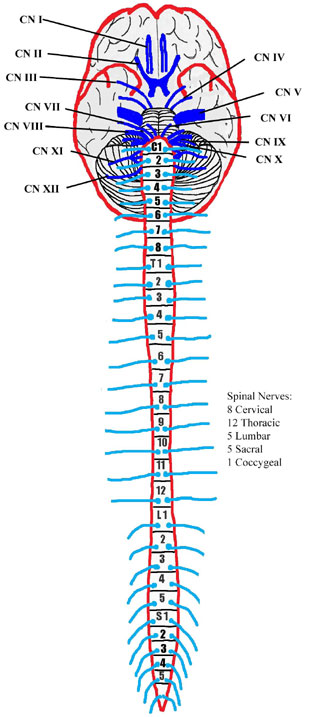 CN I
CN II
CN III
CN IV
CN V
CN VII
CN VI
CN VIII
CN IX
CN XI
CN X
CN XII
C1
2
3
4
5
6
7
8
T1
2
3
4
5
6
7
8
9
10
11
12
L1
2
3
4
5
S1
2
3
4
5
Spinal Nerves:
8 Cervical
12 Thoracic
5 Lumbar
5 Sacral
1 Coccygeal